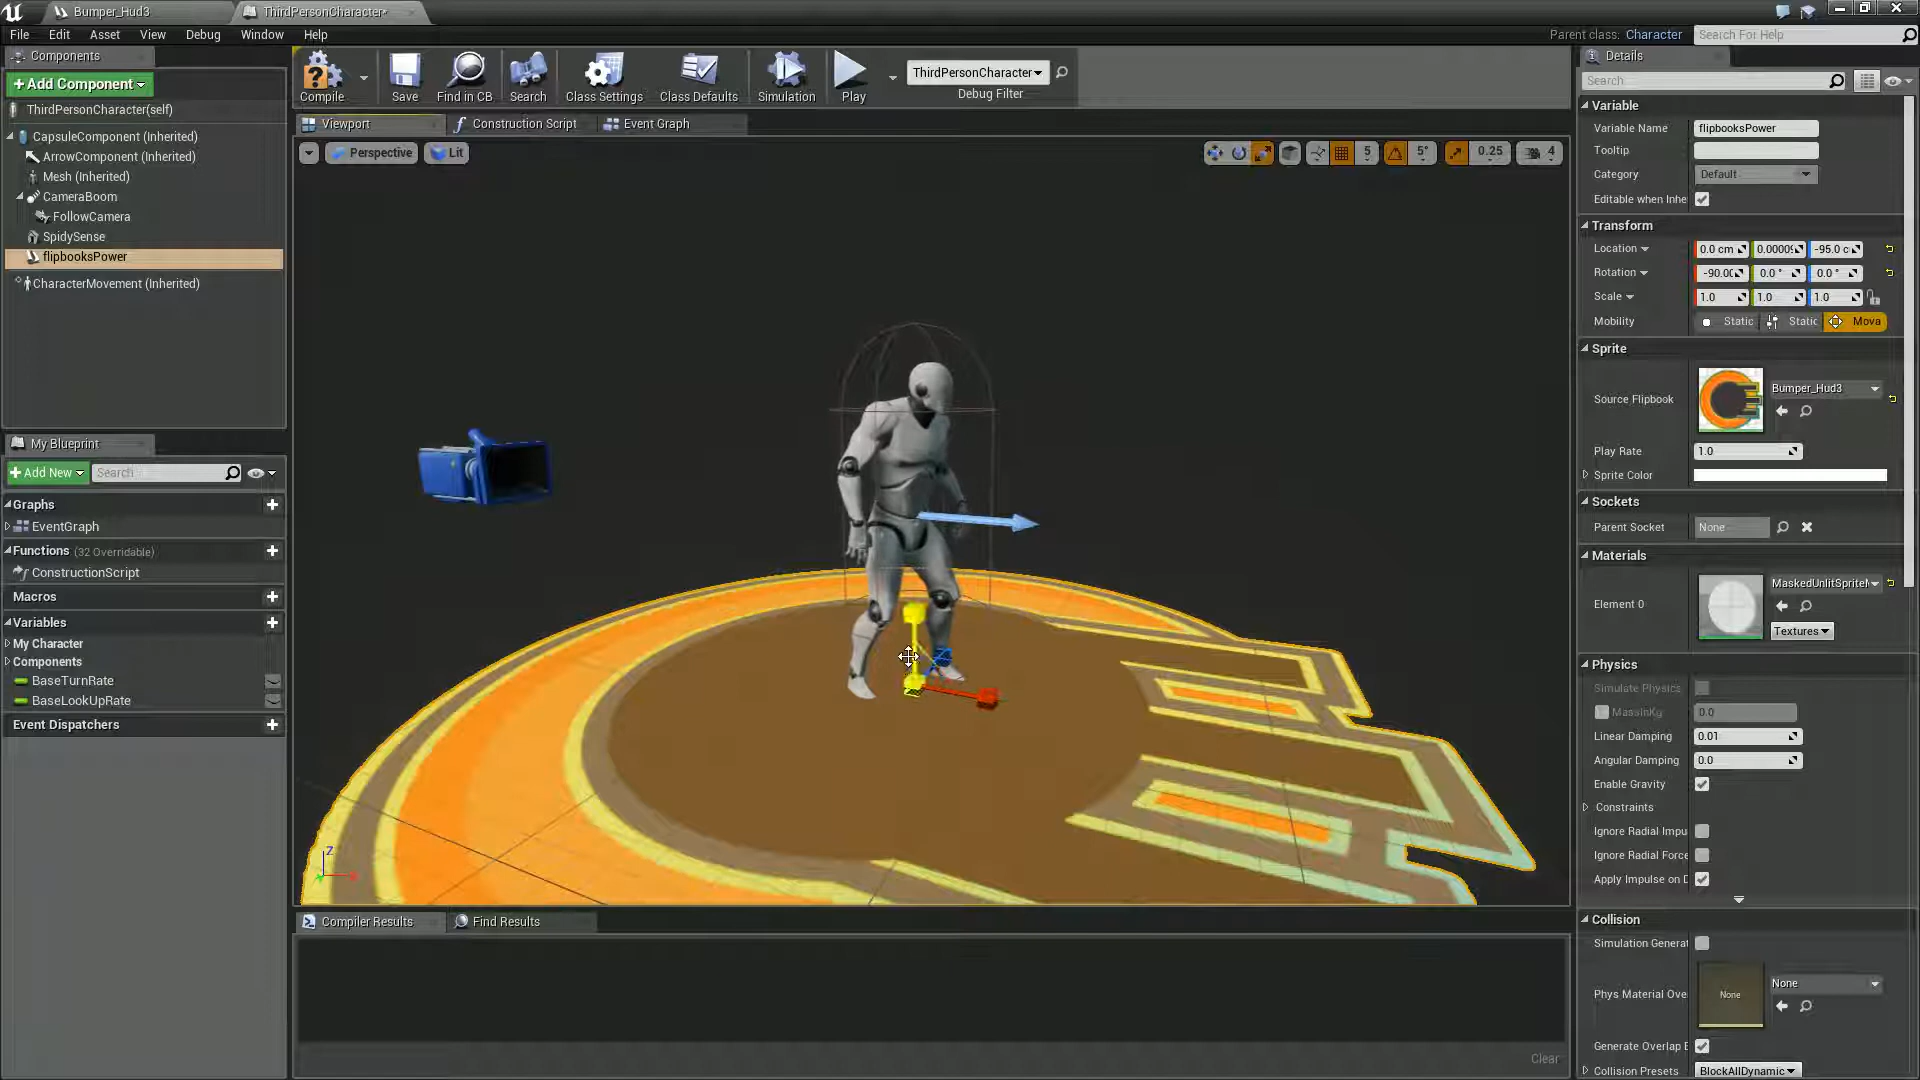 Bumper_Hud3
ThirdPersonCharacter*
File Edit Asset View Debug Window Help
Parent class: Character
Search For Help
Components
+Add Component
ThirdPersonCharacter(self)
CapsuleComponent (Inherited)
ArrowComponent (Inherited)
Mesh (Inherited)
CameraBoom
FollowCamera
SpidySense
flipbooksPower
CharacterMovement (Inherited)
My Blueprint
+Add New
Search
Graphs
EventGraph
Functions (32 Overridable)
ConstructionScript
Macros
Variables
My Character
Components
BaseTurnRate
BaseLookUpRate
Event Dispatchers
Compile
Save
Find in CB
Search
Class Settings
Class Defaults
Simulation
Play
ThirdPersonCharacter
Debug Filter
Viewport
Construction Script
Event Graph
Perspective
Lit
5
5°
0.25
4
Z
Compiler Results
Find Results
Clear
Details
Search
Variable
Variable Name flipbooksPower
Tooltip
Category Default
Editable when Inhe
Transform
Location 0.0 cm 0.00009 -95.0 c
Rotation -90.00 0.0 ° 0.0 °
Scale 1.0 1.0 1.0
Mobility Static Static Mova
Sprite
Source Flipbook Bumper_Hud3
Play Rate 1.0
Sprite Color
Sockets
Parent Socket None
Materials
Element 0 MaskedUnlitSprite
Textures
Physics
Simulate Physics
MassInKg 0.0
Linear Damping 0.01
Angular Damping 0.0
Enable Gravity
Constraints
Ignore Radial Impu
Ignore Radial Force
Apply Impulse on D
Collision
Simulation Generat
Phys Material Ove None None
Generate Overlap E
Collision Presets BlockAllDynamic